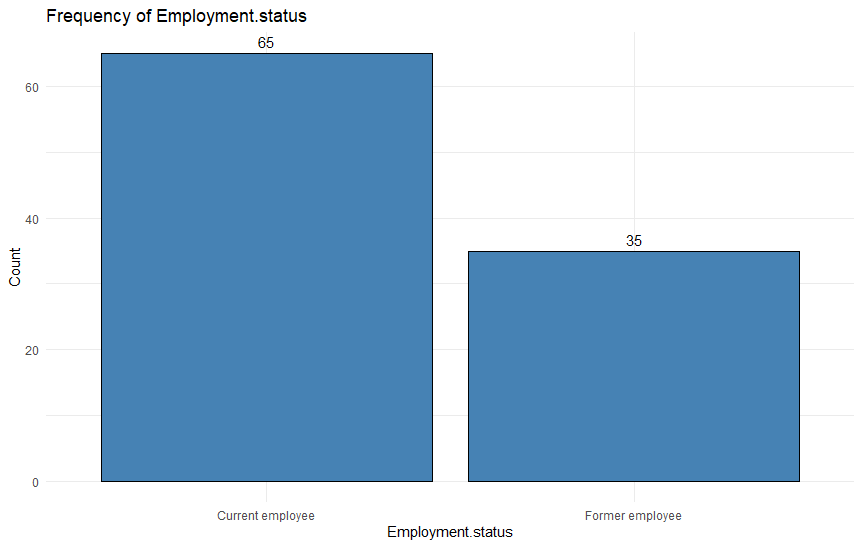 Frequency of Employment.status
65
35
60
40
20
0
Count
Current employee
Former employee
Employment.status